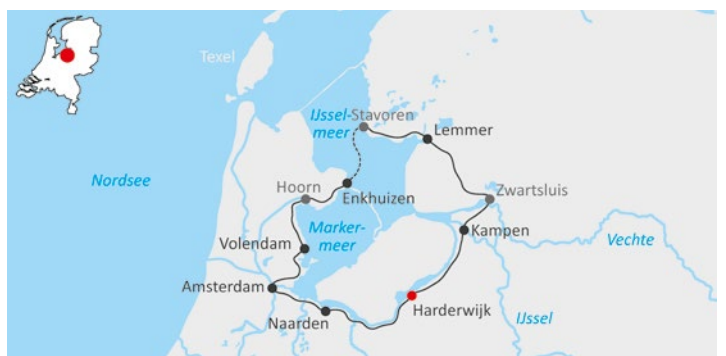 Texel
IJssel-
meer
Stavoren
Lemmer
Nordsee
Hoorn
Enkhuizen
Zwartsluis
Marker-
meer
Kampen
Volendam
Vechte
Amsterdam
Harderwijk
Naarden
IJssel